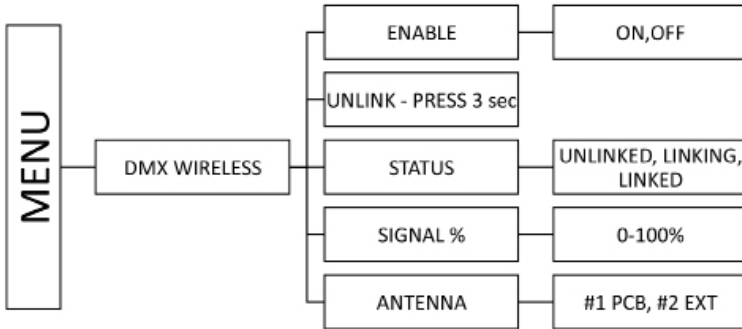 MENU
DMX WIRELESS
ENABLE
ON,OFF
UNLINK - PRESS 3 sec
STATUS
UNLINKED, LINKING,
LINKED
SIGNAL %
0-100%
ANTENNA
#1 PCB, #2 EXT